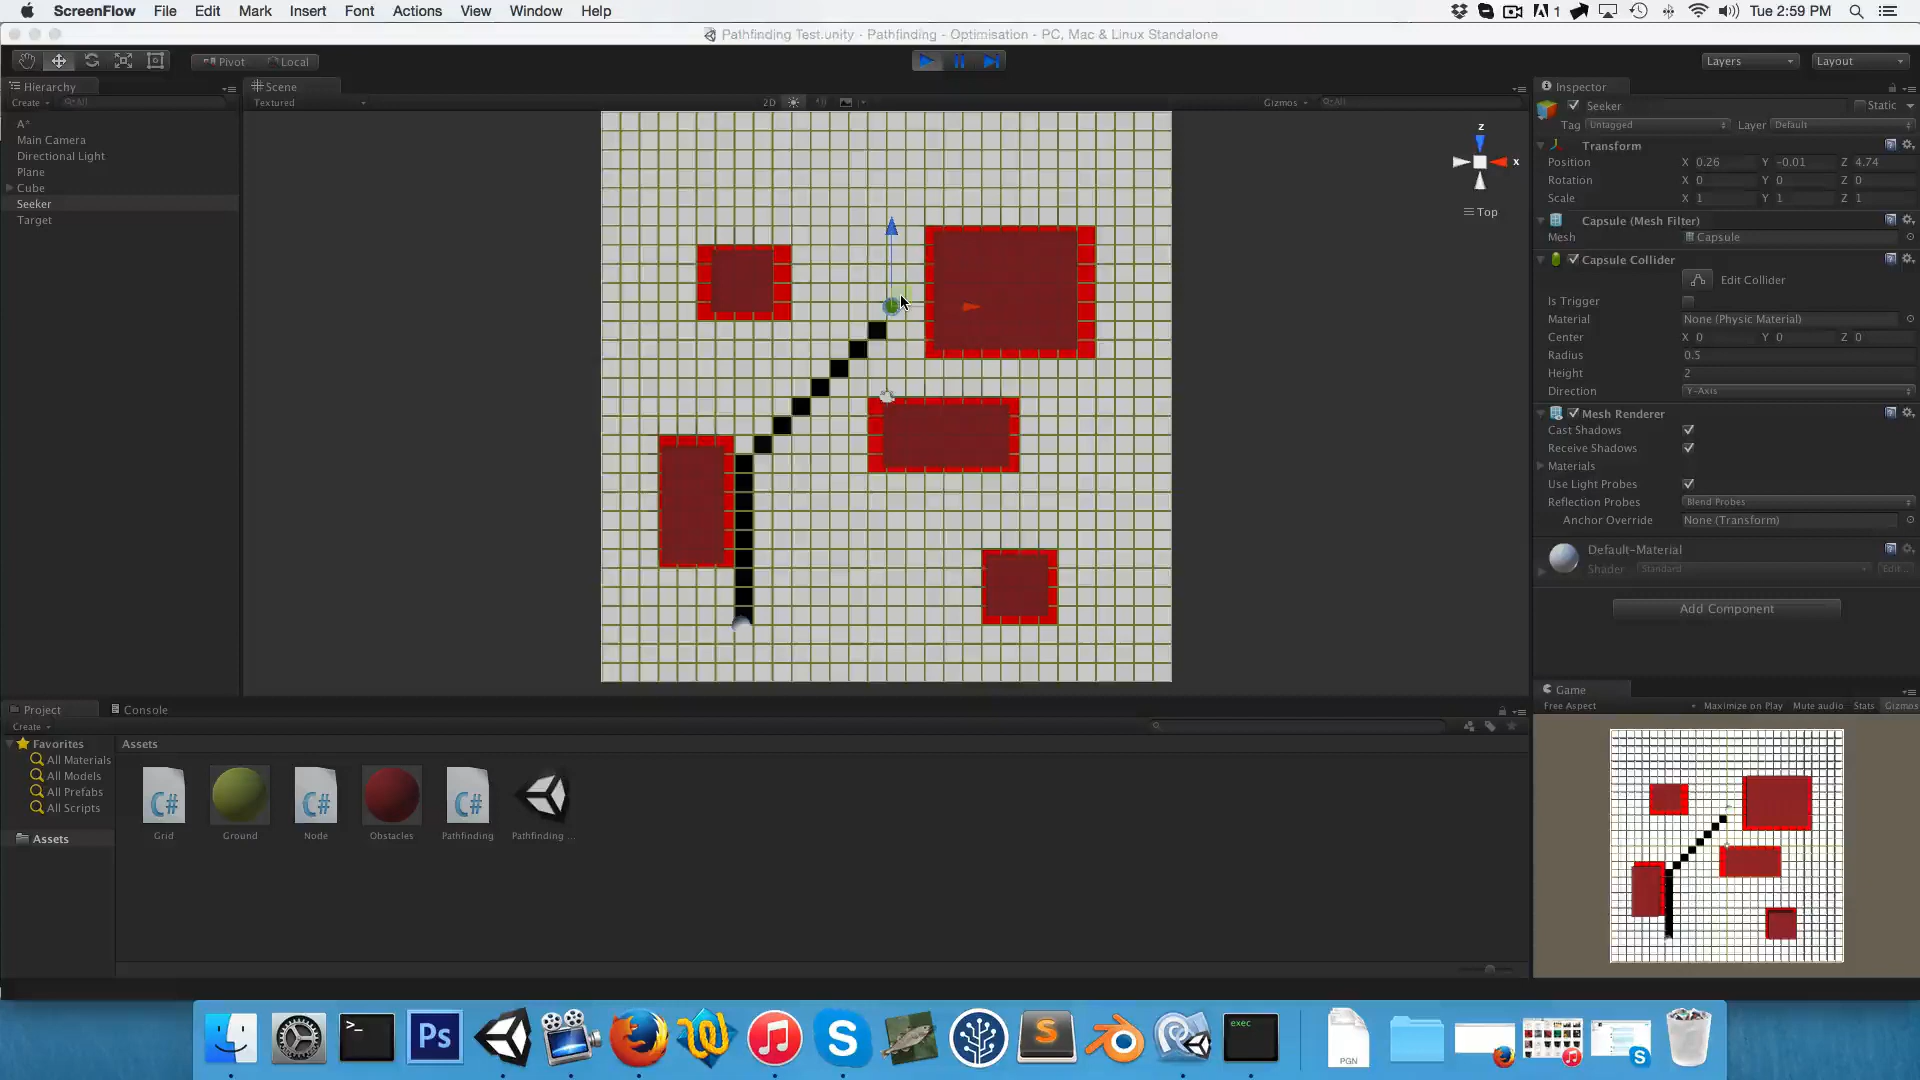 ScreenFlow File Edit Mark Insert Font Actions View Window Help 1 Tue 2:59 PM
Pathfinding Test.unity - Pathfinding - Optimisation - PC, Mac & Linux Standalone
Pivot Local Layers Layout
Hierarchy
Create All
A*
Main Camera
Directional Light
Plane
Cube
Seeker
Target
Scene
Textured 2D Gizmos All
z
x
Top
Inspector
Seeker Static
Tag Untagged Layer Default
Transform
Position X 0.26 Y -0.01 Z 4.74
Rotation X 0 Y 0 Z 0
Scale X 1 Y 1 Z 1
Capsule (Mesh Filter)
Mesh Capsule
Capsule Collider
Edit Collider
Is Trigger
Material None (Physic Material)
Center X 0 Y 0 Z 0
Radius 0.5
Height 2
Direction Y-Axis
Mesh Renderer
Cast Shadows
Receive Shadows
Materials
Use Light Probes
Reflection Probes Blend Probes
Anchor Override None (Transform)
Default-Material
Shader Standard Edit...
Add Component
Project Console
Create
Favorites
All Materials
All Models
All Prefabs
All Scripts
Assets
Assets
C# C# C#
Grid Ground Node Obstacles Pathfinding Pathfinding ...
Game
Free Aspect Maximize on Play Mute audio Stats Gizmos
>_ Ps S S exec PGN S